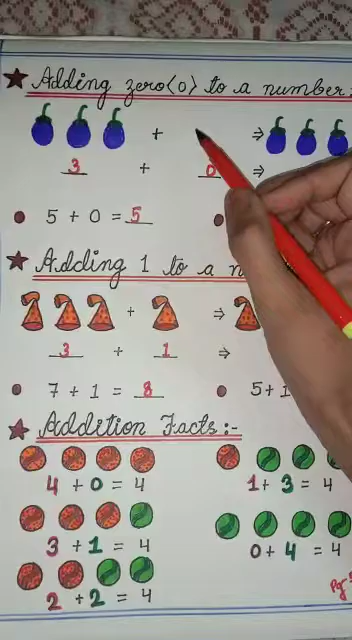 Adding zero(0) to a number:
+ ⇒
3 + 0 ⇒
5 + 0 = 5
Adding 1 to a
+ ⇒
3 + 1 ⇒
7 + 1 = 8
5+1
Addition Facts:-
4 + 0 = 4
1 + 3 = 4
3 + 1 = 4
0 + 4 = 4
2 + 2 = 4